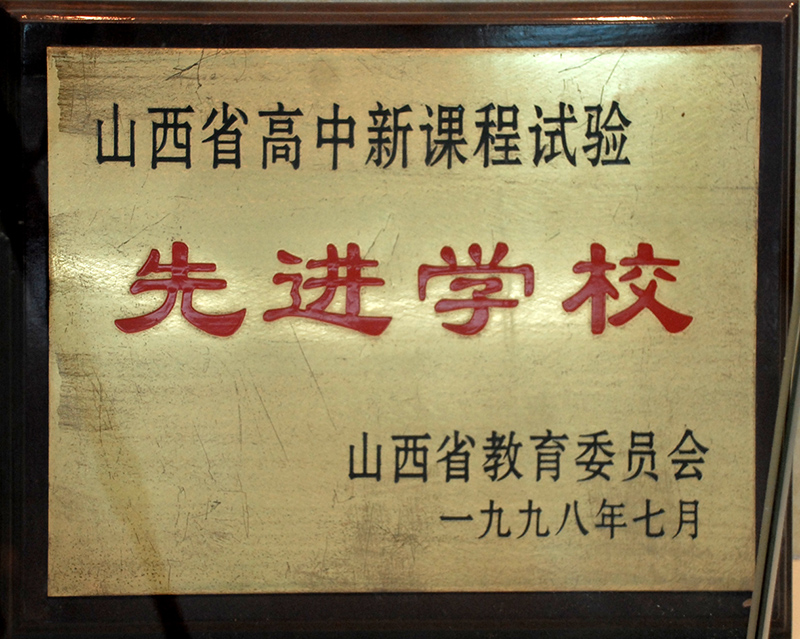 山西省高中新课程试验
先进学校
山西省教育委员会
一九九八年七月